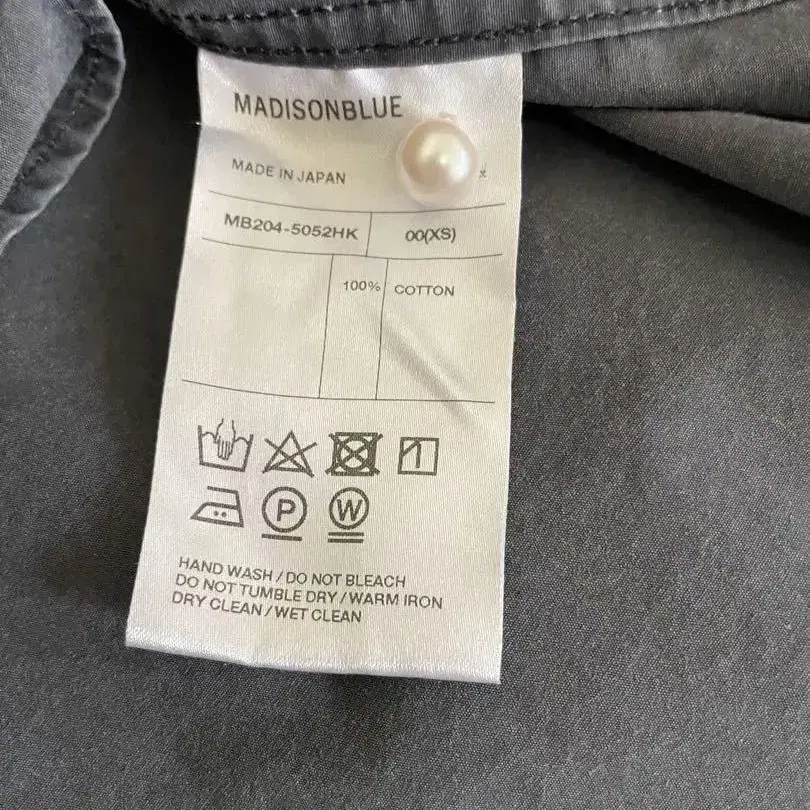 MADISONBLUE
MADE IN JAPAN
MB204-5052HK 00(XS)
100% COTTON
P W
HAND WASH / DO NOT BLEACH
DO NOT TUMBLE DRY / WARM IRON
DRY CLEAN / WET CLEAN